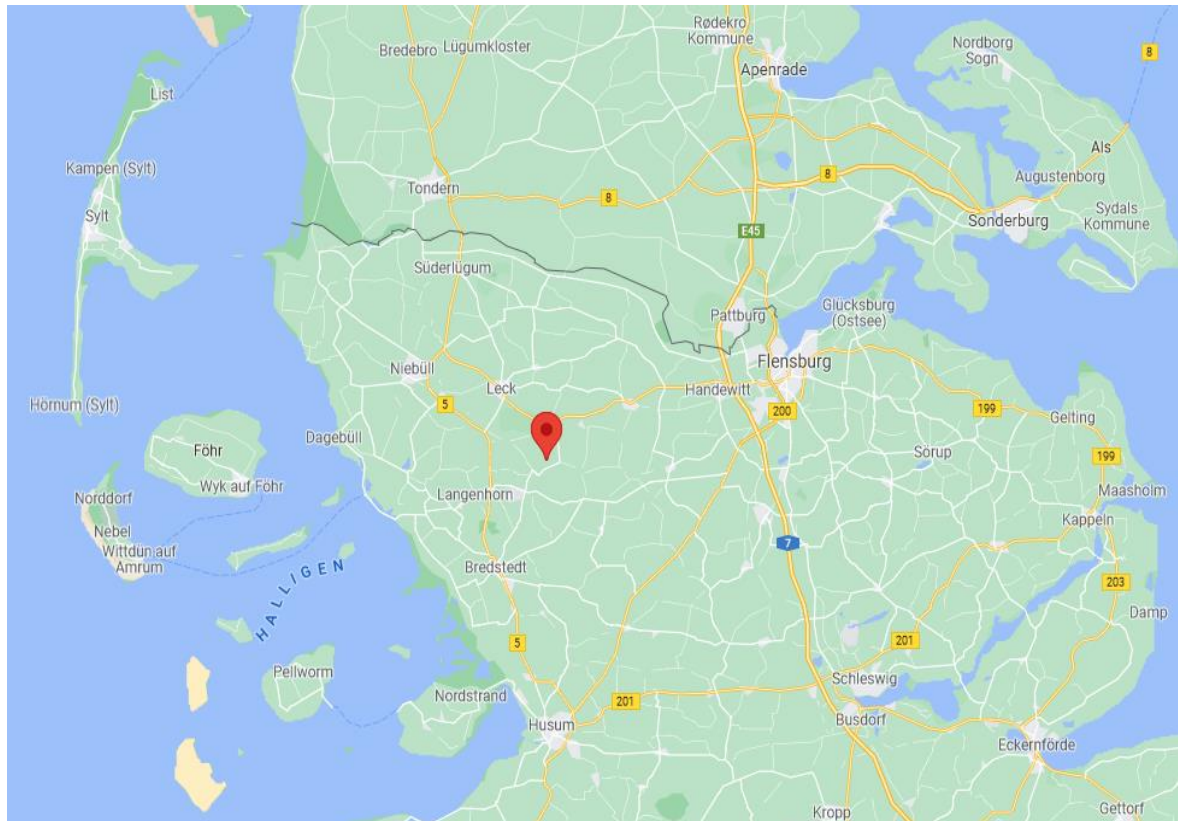 Rødekro
Kommune
Bredebro
Lügumkloster
Nordborg
Sogn
8
Apenrade
List
Als
Kampen (Sylt)
Tondern
8
8
Augustenborg
Sylt
Sonderburg
Sydals
Kommune
E45
Süderlügum
Pattburg
Glücksburg
(Ostsee)
Flensburg
Niebüll
Leck
Handewitt
Hörnum (Sylt)
5
200
199
Gelting
Dagebüll
Föhr
Sörup
199
Wyk auf Föhr
Langenhorn
Maasholm
Norddorf
Nebel
Kappeln
Wittdün auf
Amrum
7
HALLIGEN
Bredstedt
203
Damp
5
201
Pellworm
Schleswig
Nordstrand
201
Husum
Busdorf
Eckernförde
Kropp
Gettorf